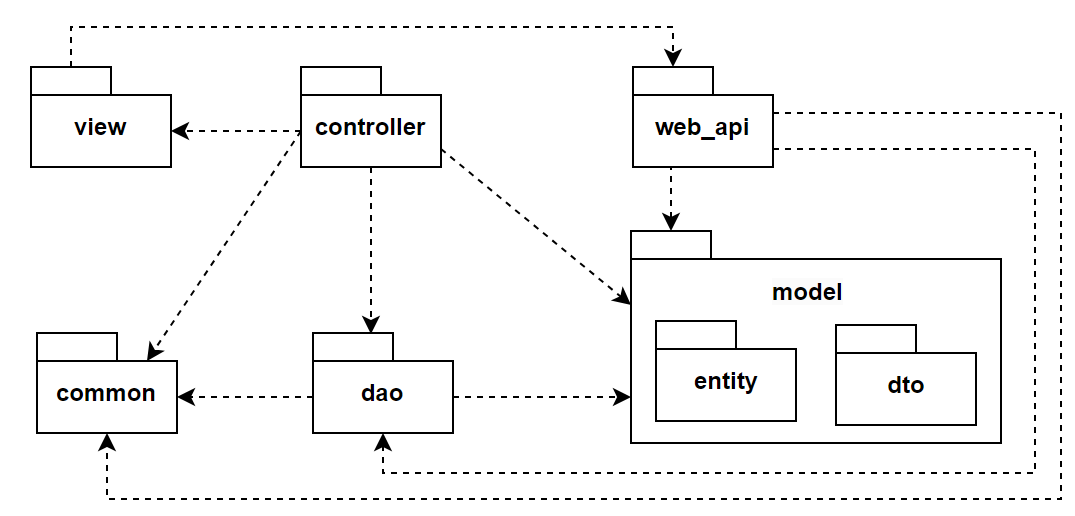 view
controller
web_api
model
entity
dto
common
dao